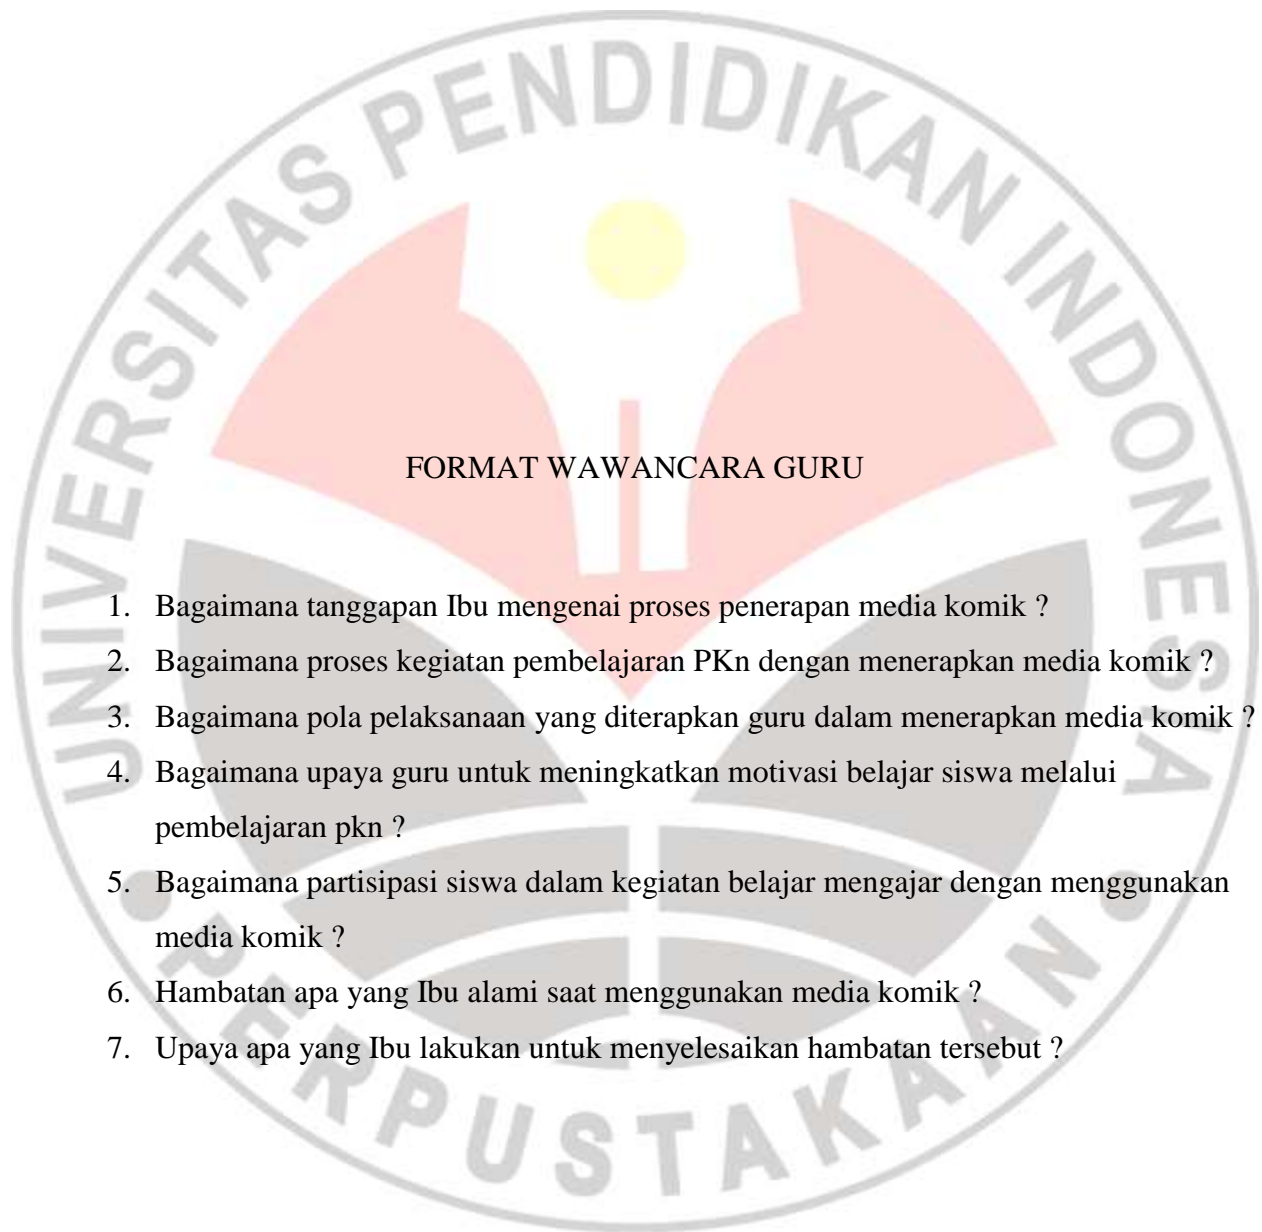 UNIVERSITAS PENDIDIKAN INDONESIA
FORMAT WAWANCARA GURU
1. Bagaimana tanggapan Ibu mengenai proses penerapan media komik ?
2. Bagaimana proses kegiatan pembelajaran PKn dengan menerapkan media komik ?
3. Bagaimana pola pelaksanaan yang diterapkan guru dalam menerapkan media komik ?
4. Bagaimana upaya guru untuk meningkatkan motivasi belajar siswa melalui
pembelajaran pkn ?
5. Bagaimana partisipasi siswa dalam kegiatan belajar mengajar dengan menggunakan
media komik ?
6. Hambatan apa yang Ibu alami saat menggunakan media komik ?
7. Upaya apa yang Ibu lakukan untuk menyelesaikan hambatan tersebut ?
PERPUSTAKAAN